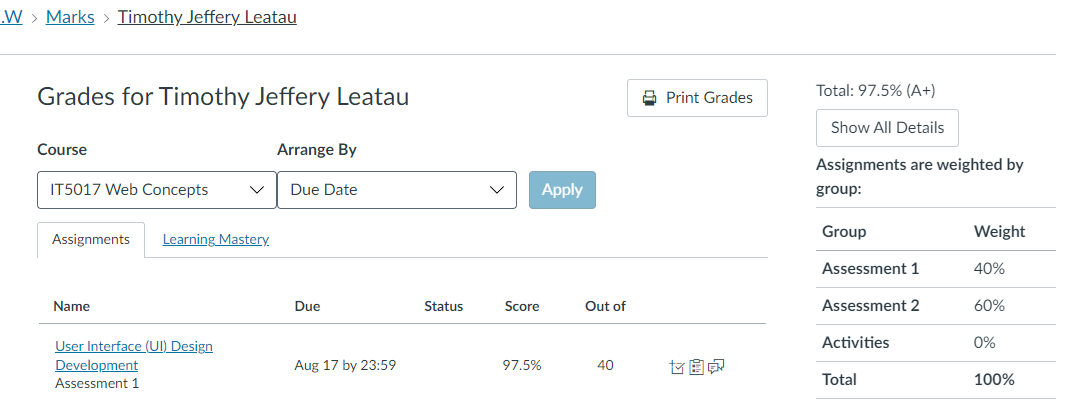 .W > Marks > Timothy Jeffery Leatau
Grades for Timothy Jeffery Leatau
Print Grades
Course
Arrange By
IT5017 Web Concepts
Due Date
Apply
Assignments
Learning Mastery
Name Due Status Score Out of
User Interface (UI) Design
Development
Assessment 1
Aug 17 by 23:59 97.5% 40
Total: 97.5% (A+)
Show All Details
Assignments are weighted by
group:
Group Weight
Assessment 1 40%
Assessment 2 60%
Activities 0%
Total 100%